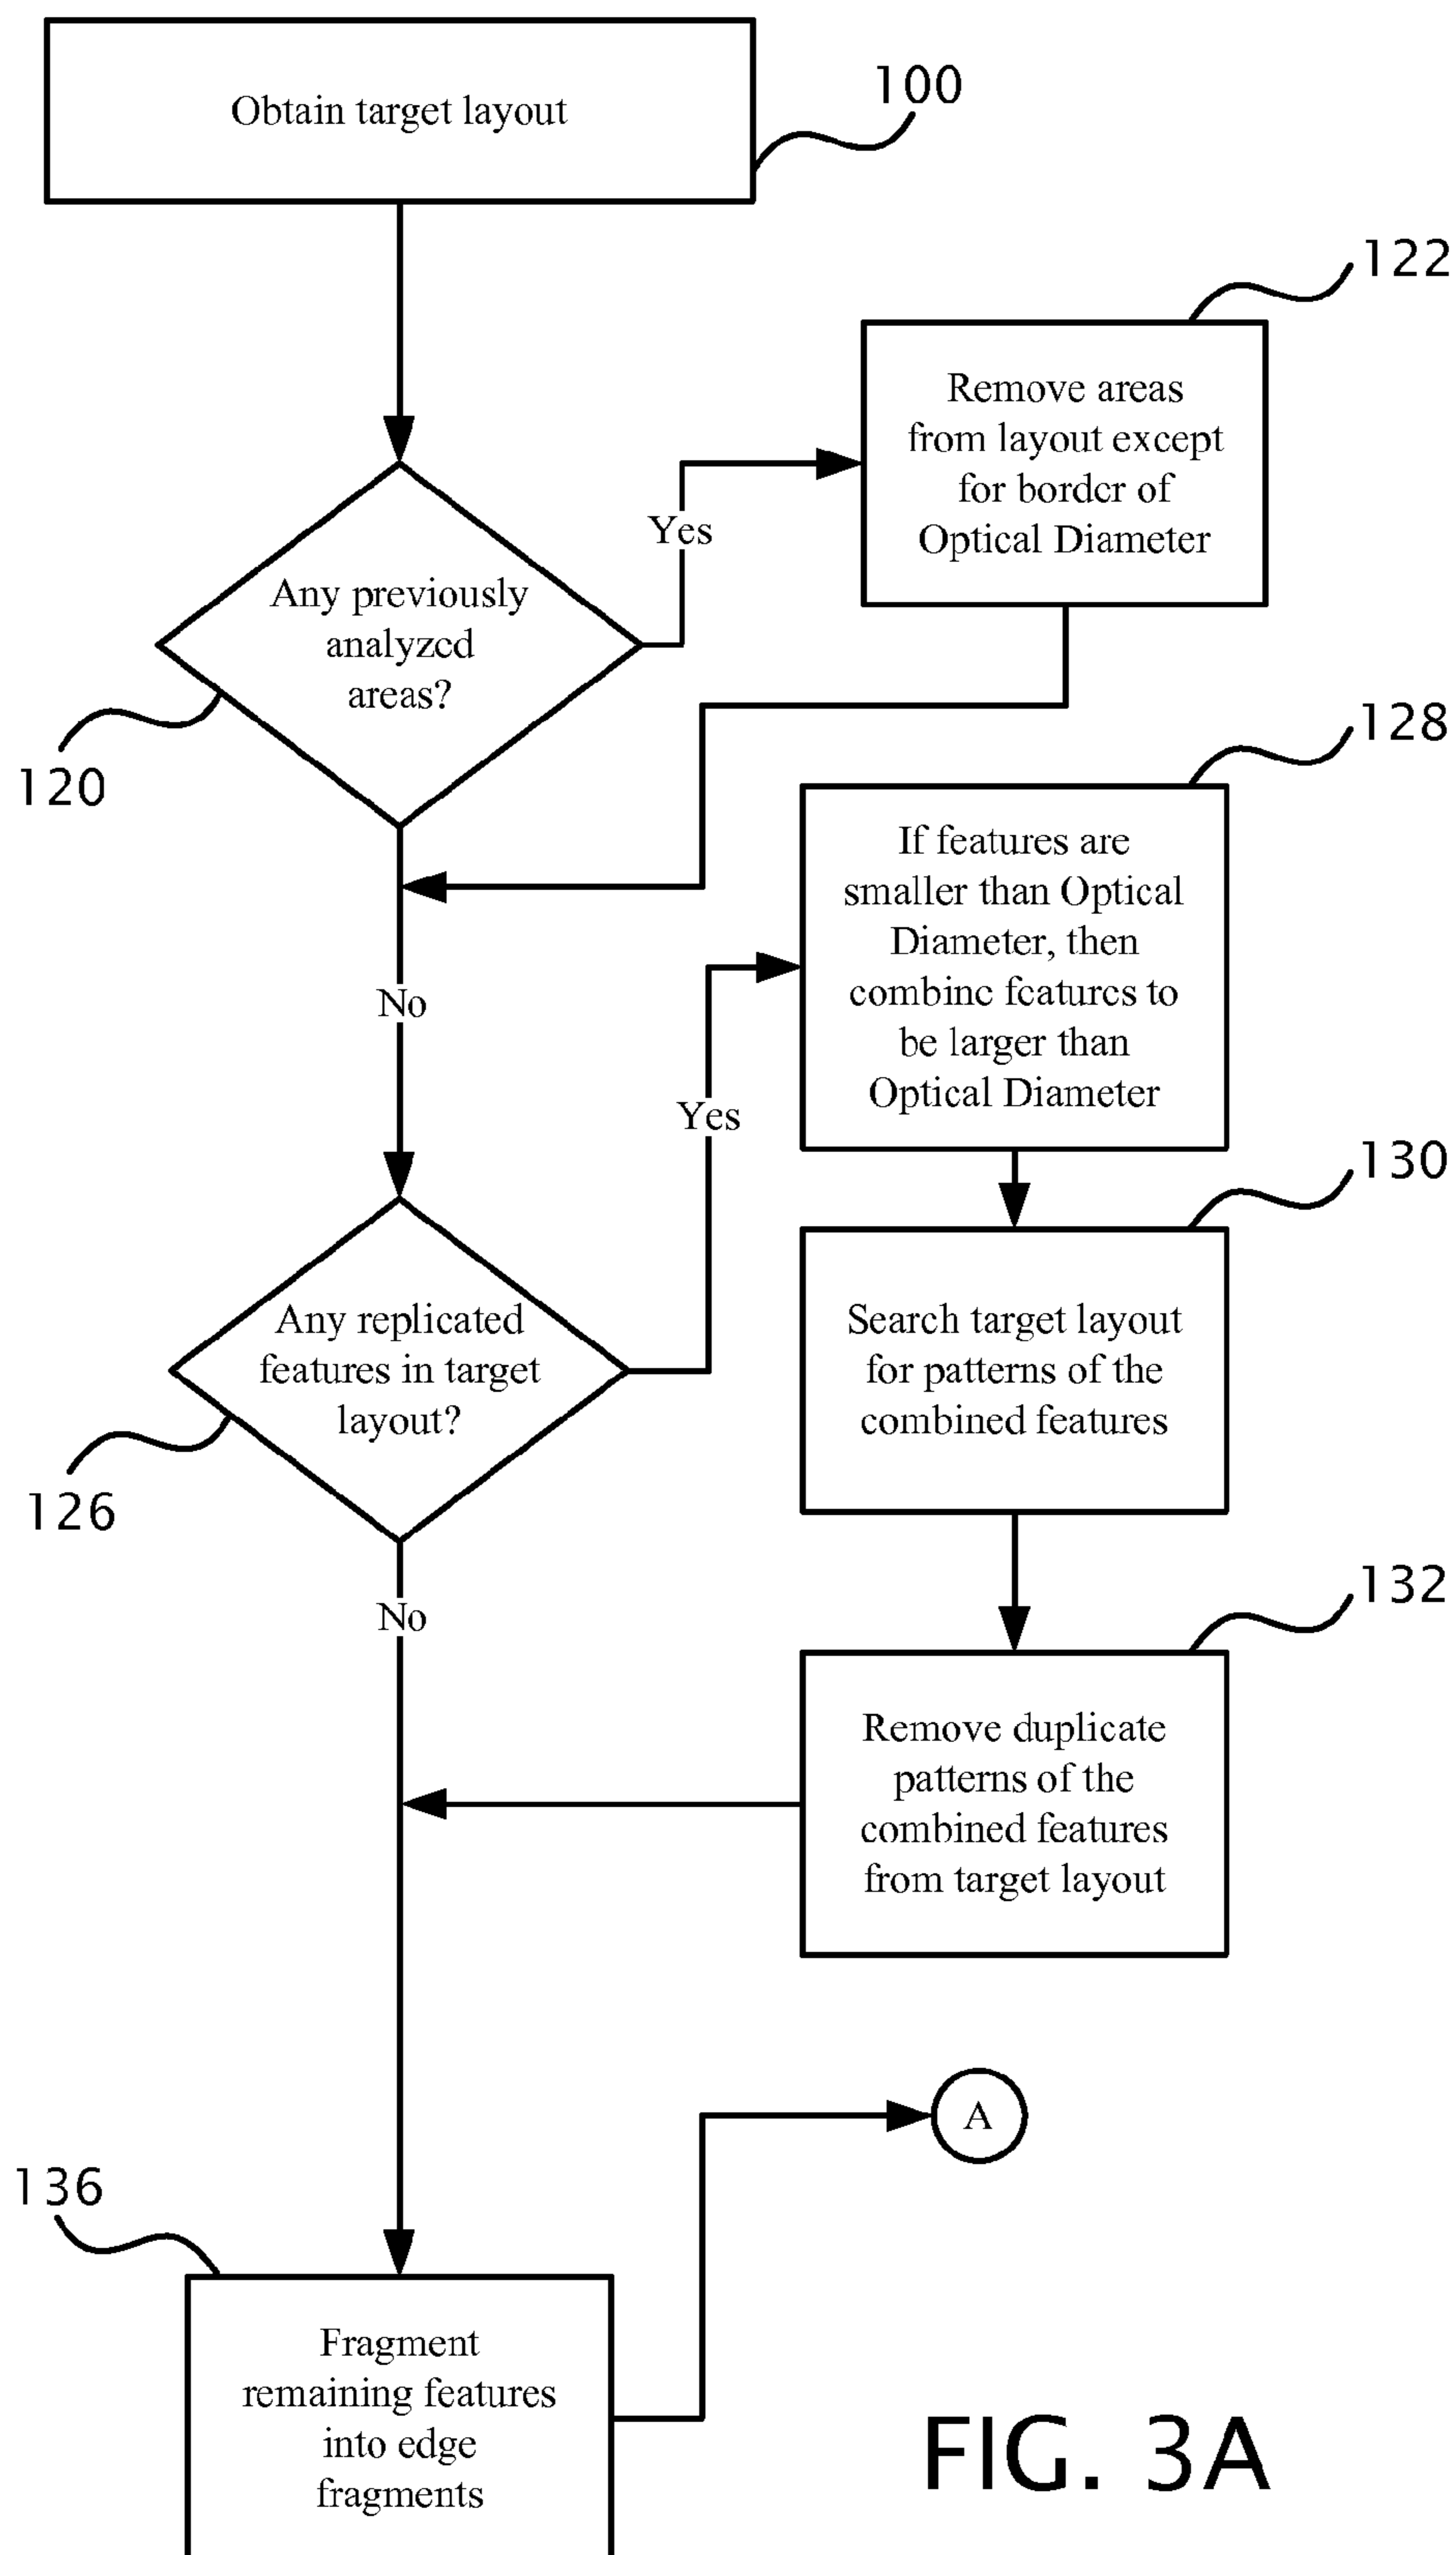 Obtain target layout
100
122
Remove areas
from layout except
for border of
Optical Diameter
Yes
Any previously
analyzed
areas?
120
128
If features are
smaller than Optical
Diameter, then
combine features to
be larger than
Optical Diameter
No
Yes
130
Any replicated
features in target
layout?
126
Search target layout
for patterns of the
combined features
No
132
Remove duplicate
patterns of the
combined features
from target layout
A
136
Fragment
remaining features
into edge
fragments
FIG. 3A